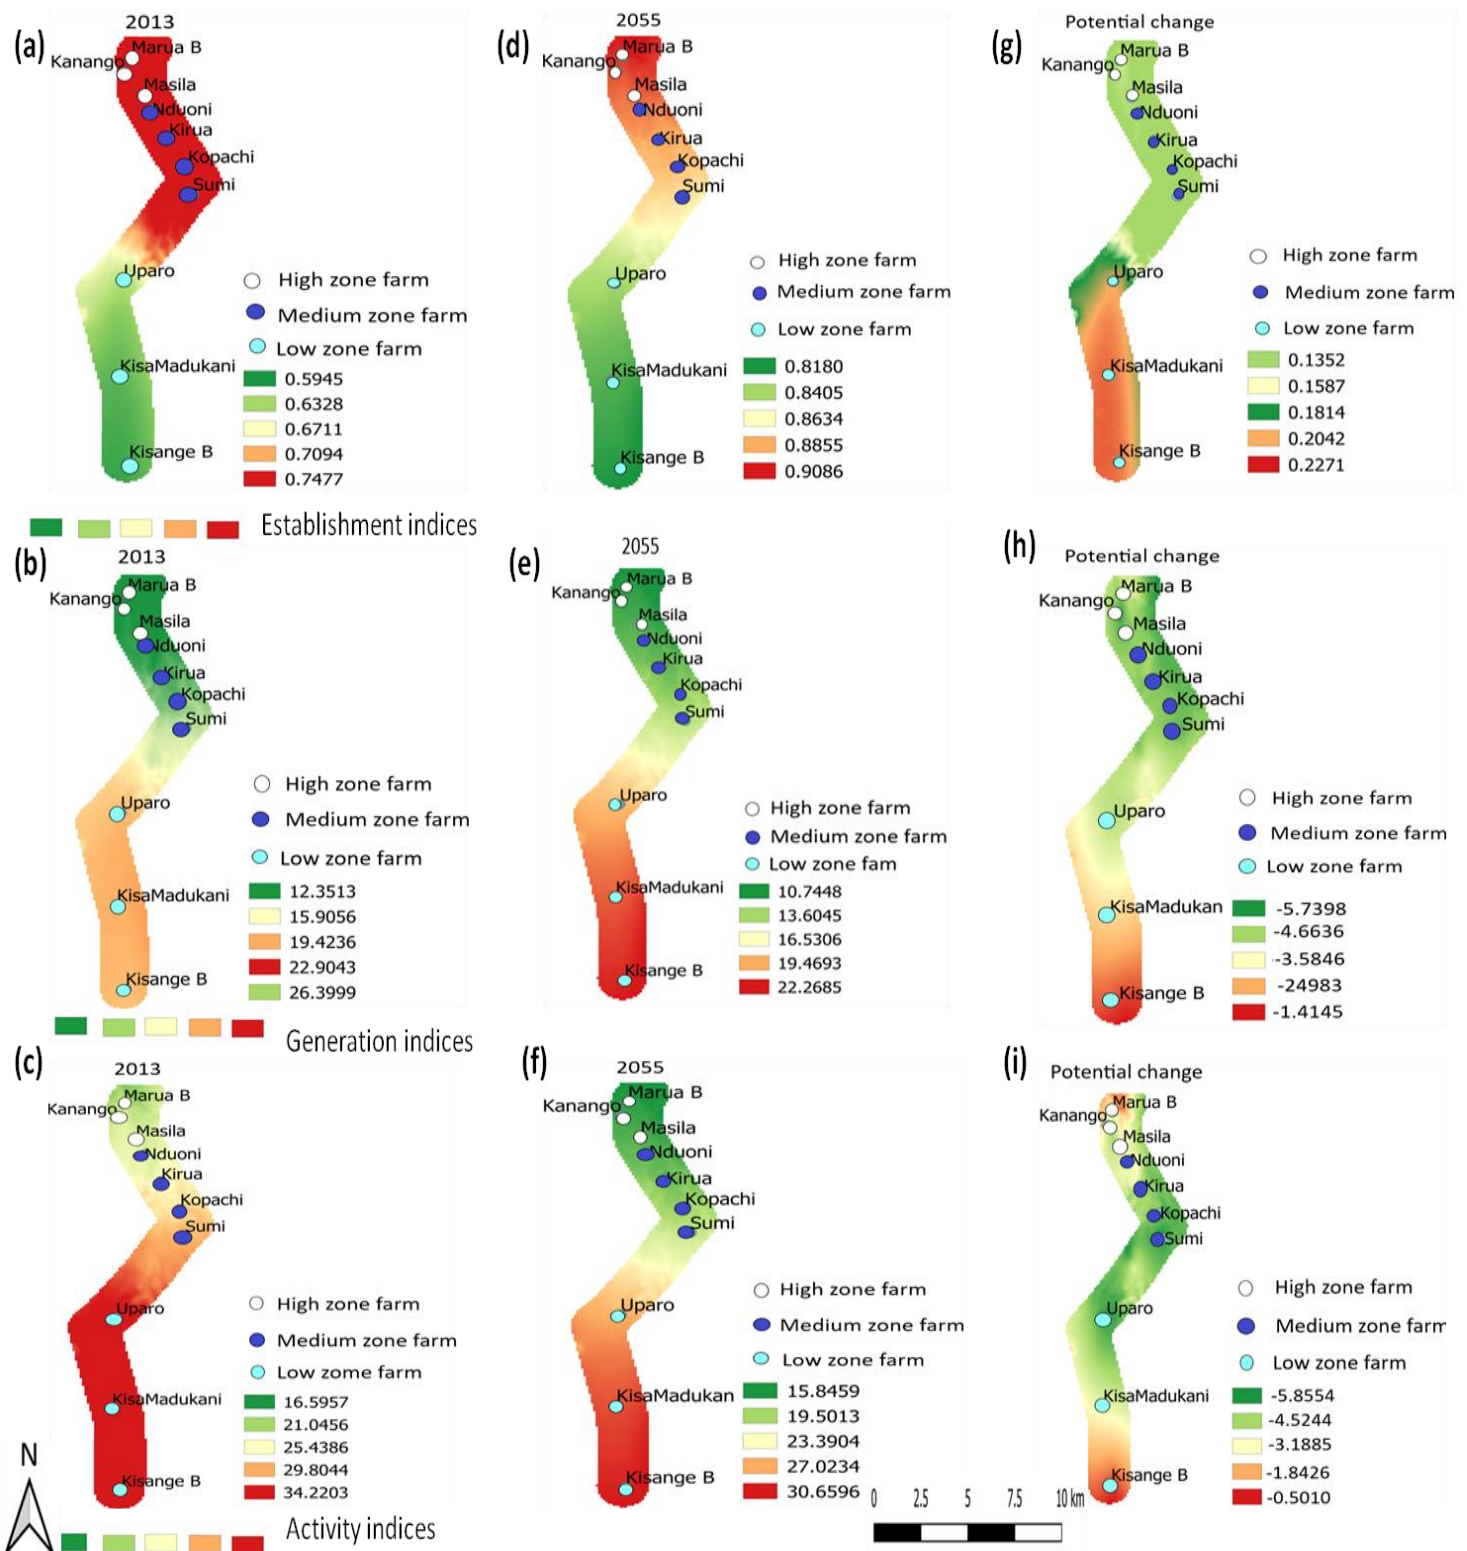 (a)
2013
Marua B
Kanango
Masila
Nduoni
Kirua
Kopachi
Sumi
Uparo
KisaMadukani
Kisange B
High zone farm
Medium zone farm
Low zone farm
0.5945
0.6328
0.6711
0.7094
0.7477
(d)
2055
Marua B
Kanango
Masila
Nduoni
Kirua
Kopachi
Sumi
Uparo
KisaMadukani
Kisange B
High zone farm
Medium zone farm
Low zone farm
0.8180
0.8405
0.8634
0.8855
0.9086
(g)
Potential change
Marua B
Kanango
Masila
Nduoni
Kirua
Kopachi
Sumi
Uparo
KisaMadukani
Kisange B
High zone farm
Medium zone farm
Low zone farm
0.1352
0.1587
0.1814
0.2042
0.2271
Establishment indices
(b)
2013
Marua B
Kanango
Masila
Nduoni
Kirua
Kopachi
Sumi
Uparo
KisaMadukani
Kisange B
High zone farm
Medium zone farm
Low zone farm
12.3513
15.9056
19.4236
22.9043
26.3999
(e)
2055
Marua B
Kanango
Masila
Nduoni
Kirua
Kopachi
Sumi
Uparo
KisaMadukani
Kisange B
High zone farm
Medium zone farm
Low zone fam
10.7448
13.6045
16.5306
19.4693
22.2685
(h)
Potential change
Marua B
Kanango
Masila
Nduoni
Kirua
Kopachi
Sumi
Uparo
KisaMadukan
Kisange B
High zone farm
Medium zone farm
Low zone farm
-5.7398
-4.6636
-3.5846
-24983
-1.4145
Generation indices
(c)
2013
Marua B
Kanango
Masila
Nduoni
Kirua
Kopachi
Sumi
Uparo
KisaMadukani
Kisange B
High zone farm
Medium zone farm
Low zome farm
16.5957
21.0456
25.4386
29.8044
34.2203
(f)
2055
Marua B
Kanango
Masila
Nduoni
Kirua
Kopachi
Sumi
Uparo
KisaMadukan
Kisange B
High zone farm
Medium zone farm
Low zone farm
15.8459
19.5013
23.3904
27.0234
30.6596
(i)
Potential change
Marua B
Kanango
Masila
Nduoni
Kirua
Kopachi
Sumi
Uparo
KisaMadukani
Kisange B
High zone farm
Medium zone farm
Low zone farm
-5.8554
-4.5244
-3.1885
-1.8426
-0.5010
N
Activity indices
0 2.5 5 7.5 10 km